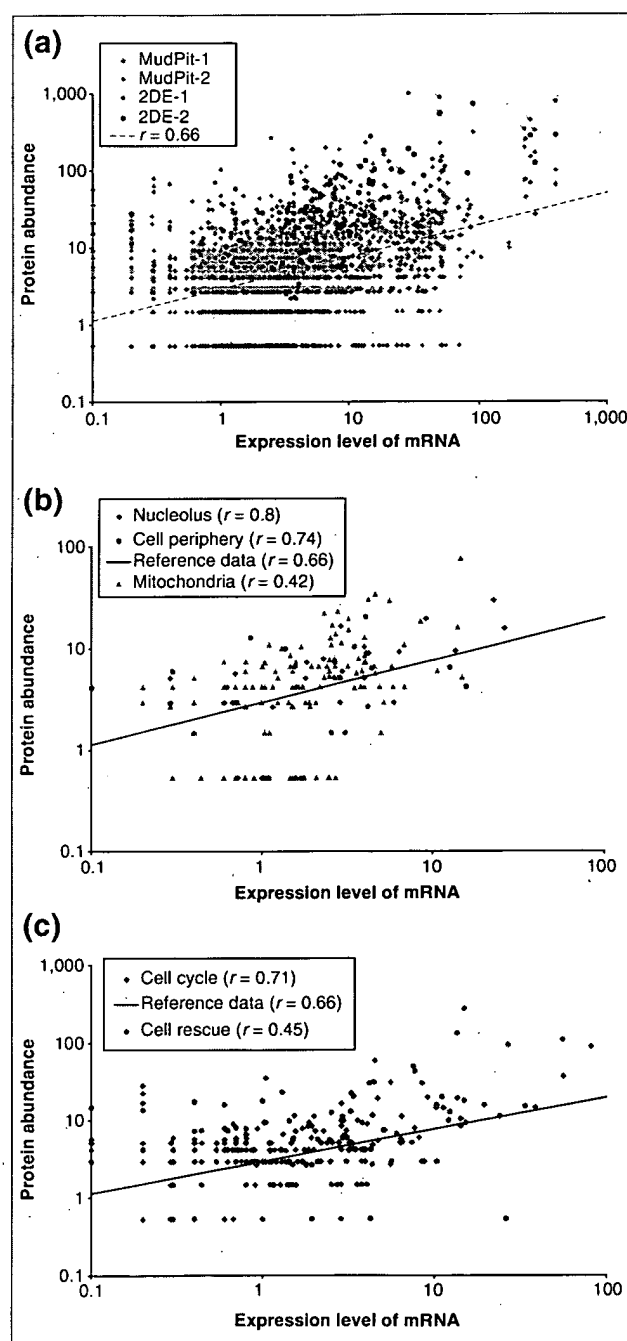 (a)
MudPit-1
MudPit-2
2DE-1
2DE-2
r = 0.66
1,000
100
10
1
0.1
Protein abundance
0.1 1 10 100 1,000
Expression level of mRNA
(b)
Nucleolus (r = 0.8)
Cell periphery (r = 0.74)
Reference data (r = 0.66)
Mitochondria (r = 0.42)
100
10
1
0.1
Protein abundance
0.1 1 10 100
Expression level of mRNA
(c)
Cell cycle (r = 0.71)
Reference data (r = 0.66)
Cell rescue (r = 0.45)
1,000
100
10
1
0.1
Protein abundance
0.1 1 10 100
Expression level of mRNA